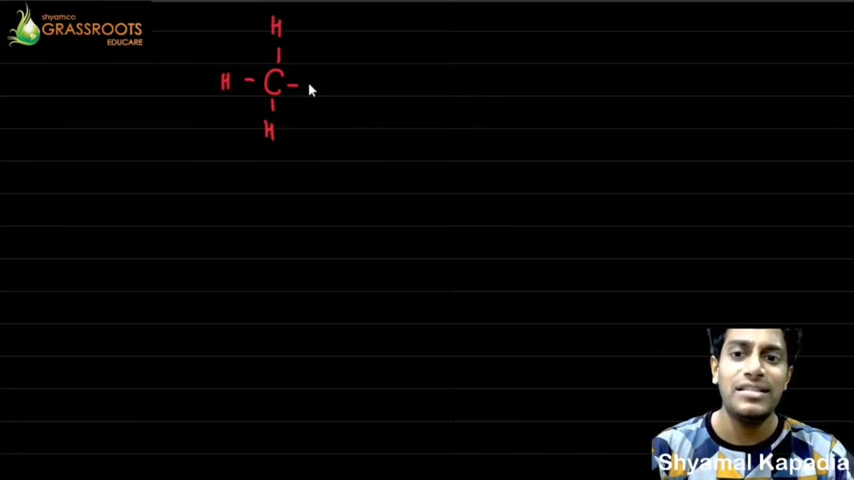 shyamco
GRASSROOTS
EDUCARE
H
H - C -
H
Shyamal Kapadia